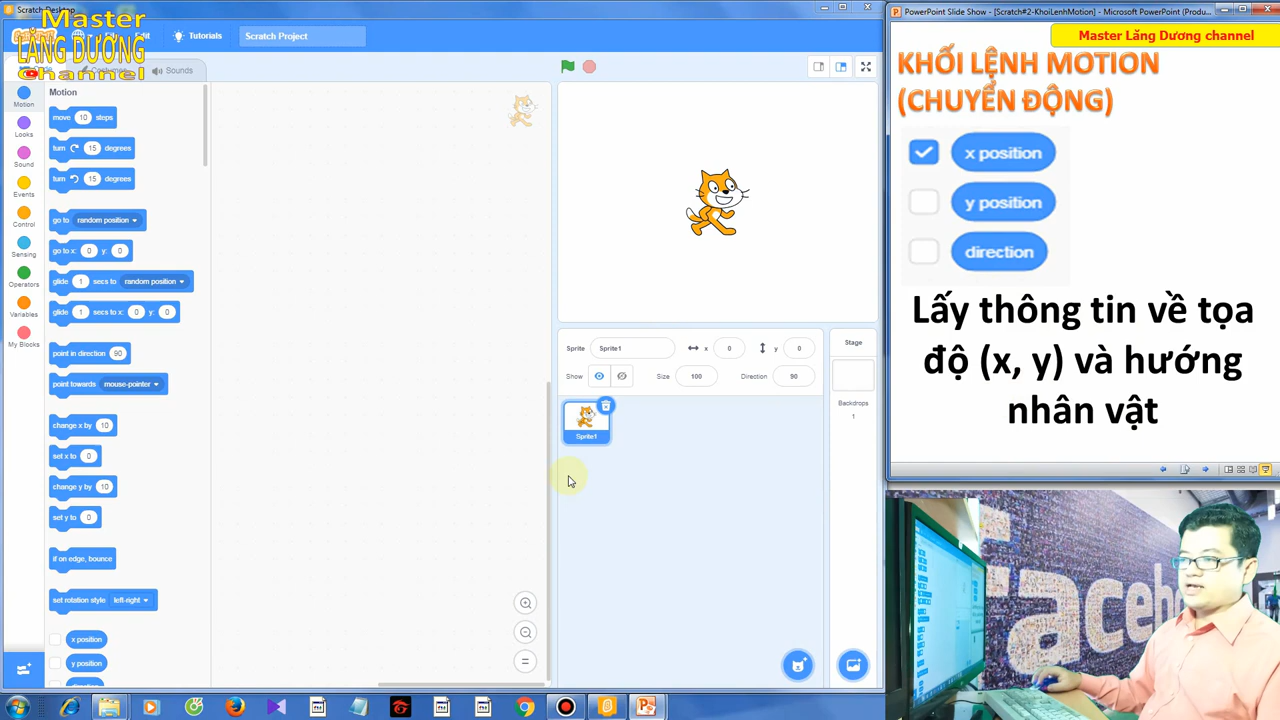 Scratch Desktop
Master
LĂNG DƯƠNG
Channel
Tutorials
Scratch Project
Sounds
Motion
Looks
Sound
Events
Control
Sensing
Operators
Variables
My Blocks
Motion
move 10 steps
turn 15 degrees
turn 15 degrees
go to random position
go to x: 0 y: 0
glide 1 secs to random position
glide 1 secs to x: 0 y: 0
point in direction 90
point towards mouse-pointer
change x by 10
set x to 0
change y by 10
set y to 0
if on edge, bounce
set rotation style left-right
x position
y position
Sprite Sprite1 x 0 y 0
Show Size 100 Direction 90
Sprite1
Stage
Backdrops
1
PowerPoint Slide Show - [Scratch#2-KhoiLenhMotion] - Microsoft PowerPoint (Produ...
Master Lăng Dương channel
KHỐI LỆNH MOTION
(CHUYỂN ĐỘNG)
x position
y position
direction
Lấy thông tin về tọa
độ (x, y) và hướng
nhân vật